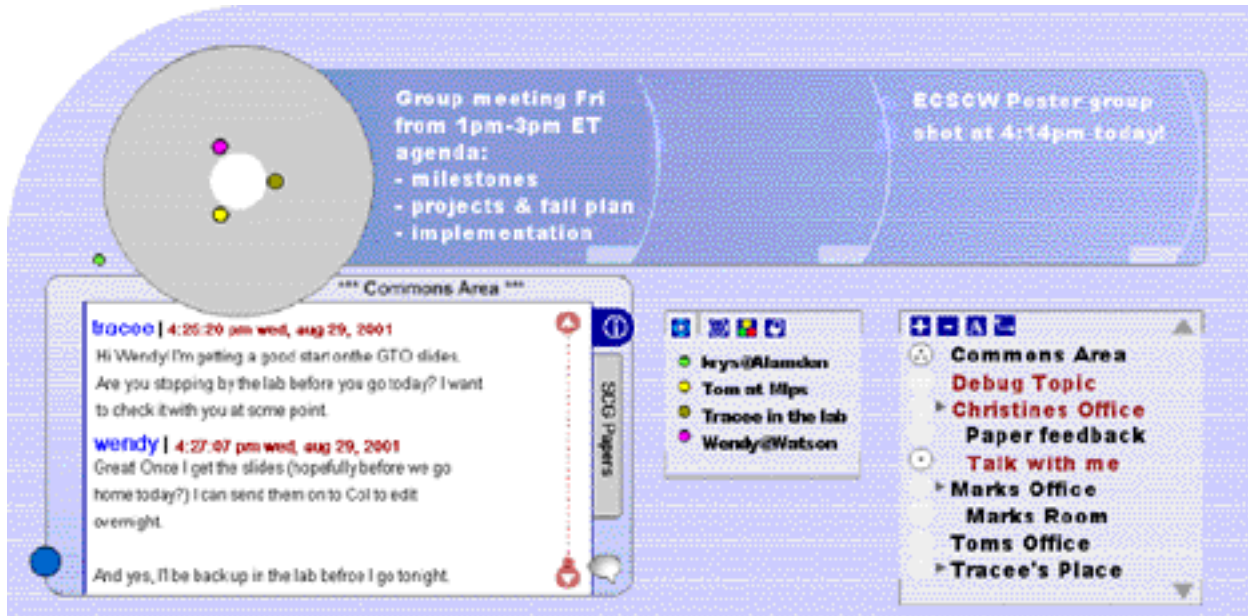 Group meeting Fri
from 1pm-3pm ET
agenda:
- milestones
- projects & fall plan
- implementation
ECSCW Poster group
shot at 4:14pm today!
*** Commons Area ***
tracee | 4:25:20 pm wed, aug 29, 2001
Hi Wendy! I'm getting a good start onthe GTO slides.
Are you stopping by the lab before you go today? I want
to check it with you at some point.
wendy | 4:27:07 pm wed, aug 29, 2001
Great Once I get the slides (hopefully before we go
home today?) I can send them on to Col to edit
overnight.
And yes, I'll be back up in the lab befroe I go tonight.
SCG Papers
krys@Alamden
Tom at Mlps
Tracee in the lab
Wendy@Watson
Commons Area
Debug Topic
Christines Office
Paper feedback
Talk with me
Marks Office
Marks Room
Toms Office
Tracee's Place